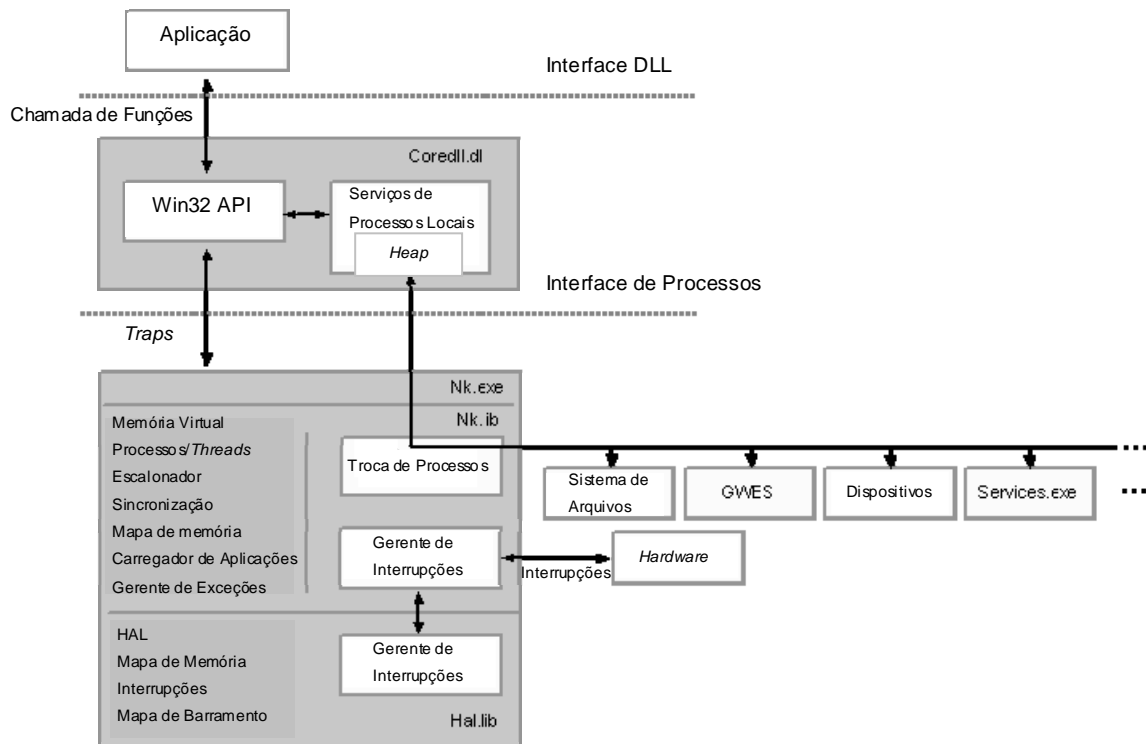 Aplicação
Interface DLL
Chamada de Funções
Coredll.dl
Win32 API
Serviços de
Processos Locais
Heap
Interface de Processos
Traps
Nk.exe
Nk.ib
Memória Virtual
Processos/Threads
Escalonador
Sincronização
Mapa de memória
Carregador de Aplicações
Gerente de Exceções
Troca de Processos
Sistema de
Arquivos
GWES
Dispositivos
Services.exe
Gerente de
Interrupções
Interrupções
Hardware
HAL
Mapa de Memória
Interrupções
Mapa de Barramento
Gerente de
Interrupções
Hal.lib